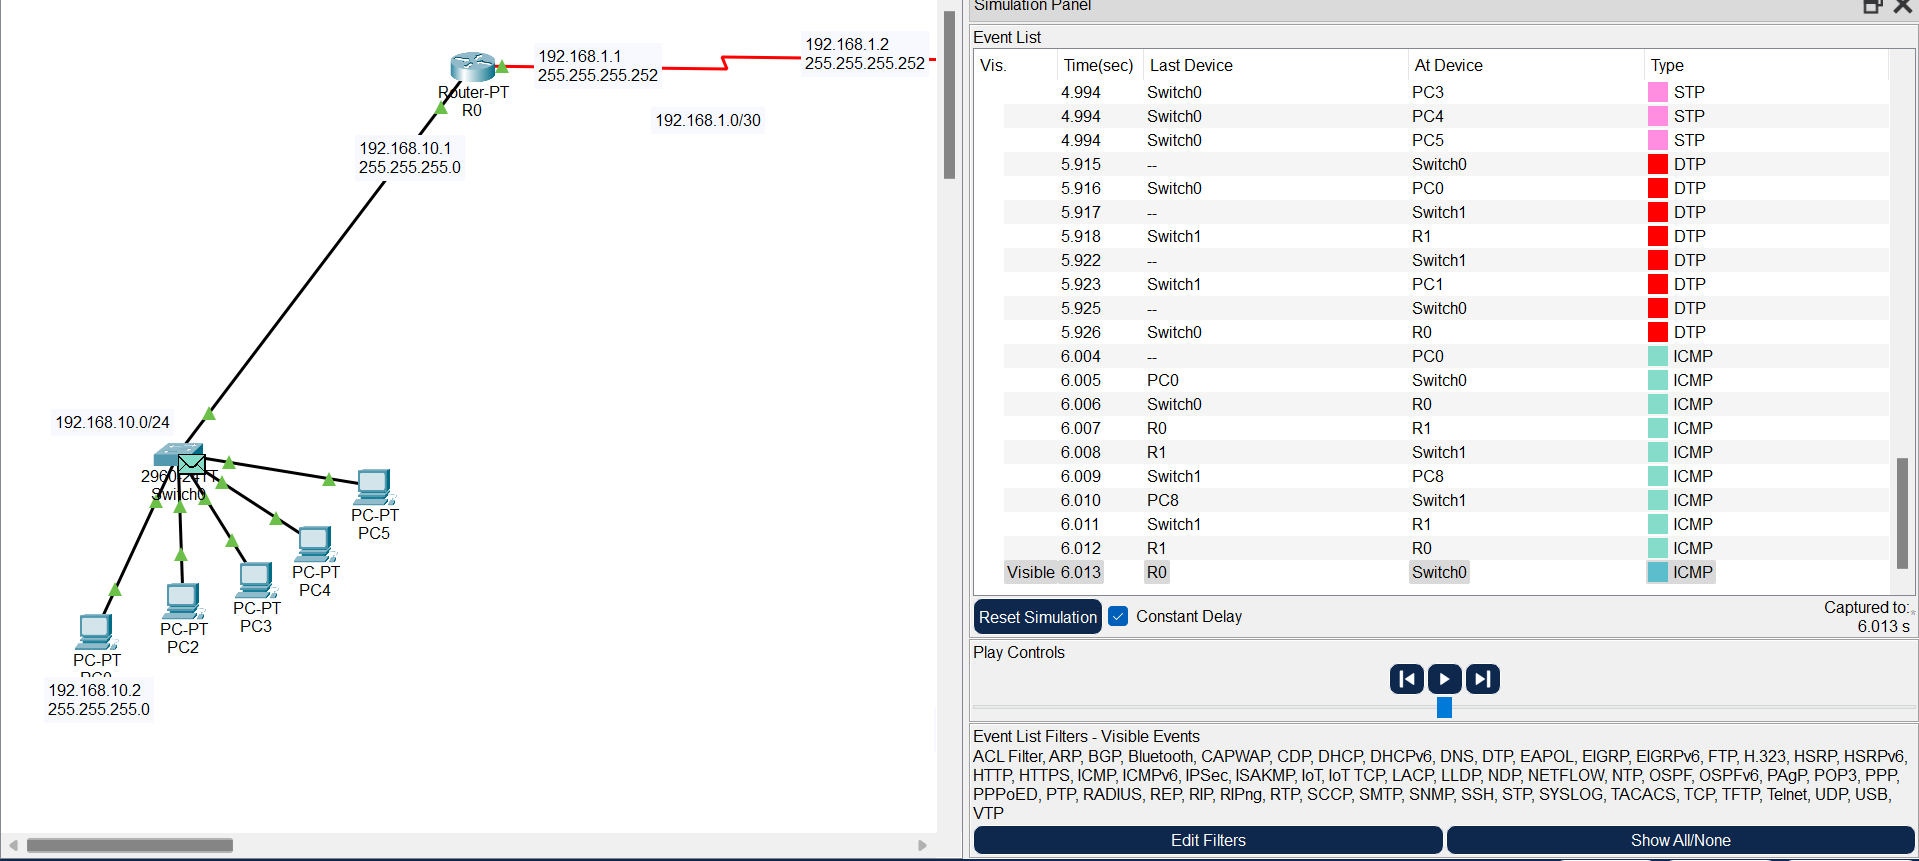 192.168.1.1
255.255.255.252
192.168.1.2
255.255.255.252
Router-PT
R0
192.168.1.0/30
192.168.10.1
255.255.255.0
192.168.10.0/24
2960-24TT
Switch0
PC-PT
PC5
PC-PT
PC4
PC-PT
PC3
PC-PT
PC2
PC-PT
PC0
192.168.10.2
255.255.255.0
Simulation Panel
Event List
Vis. Time(sec) Last Device At Device Type
4.994 Switch0 PC3 STP
4.994 Switch0 PC4 STP
4.994 Switch0 PC5 STP
5.915 -- Switch0 DTP
5.916 Switch0 PC0 DTP
5.917 -- Switch1 DTP
5.918 Switch1 R1 DTP
5.922 -- Switch1 DTP
5.923 Switch1 PC1 DTP
5.925 -- Switch0 DTP
5.926 Switch0 R0 DTP
6.004 -- PC0 ICMP
6.005 PC0 Switch0 ICMP
6.006 Switch0 R0 ICMP
6.007 R0 R1 ICMP
6.008 R1 Switch1 ICMP
6.009 Switch1 PC8 ICMP
6.010 PC8 Switch1 ICMP
6.011 Switch1 R1 ICMP
6.012 R1 R0 ICMP
Visible 6.013 R0 Switch0 ICMP
Reset Simulation Constant Delay
Captured to:
6.013 s
Play Controls
Event List Filters - Visible Events
ACL Filter, ARP, BGP, Bluetooth, CAPWAP, CDP, DHCP, DHCPv6, DNS, DTP, EAPOL, EIGRP, EIGRPv6, FTP, H.323, HSRP, HSRPv6,
HTTP, HTTPS, ICMP, ICMPv6, IPSec, ISAKMP, IoT, IoT TCP, LACP, LLDP, NDP, NETFLOW, NTP, OSPF, OSPFv6, PAgP, POP3, PPP,
PPPoED, PTP, RADIUS, REP, RIP, RIPng, RTP, SCCP, SMTP, SNMP, SSH, STP, SYSLOG, TACACS, TCP, TFTP, Telnet, UDP, USB,
VTP
Edit Filters Show All/None